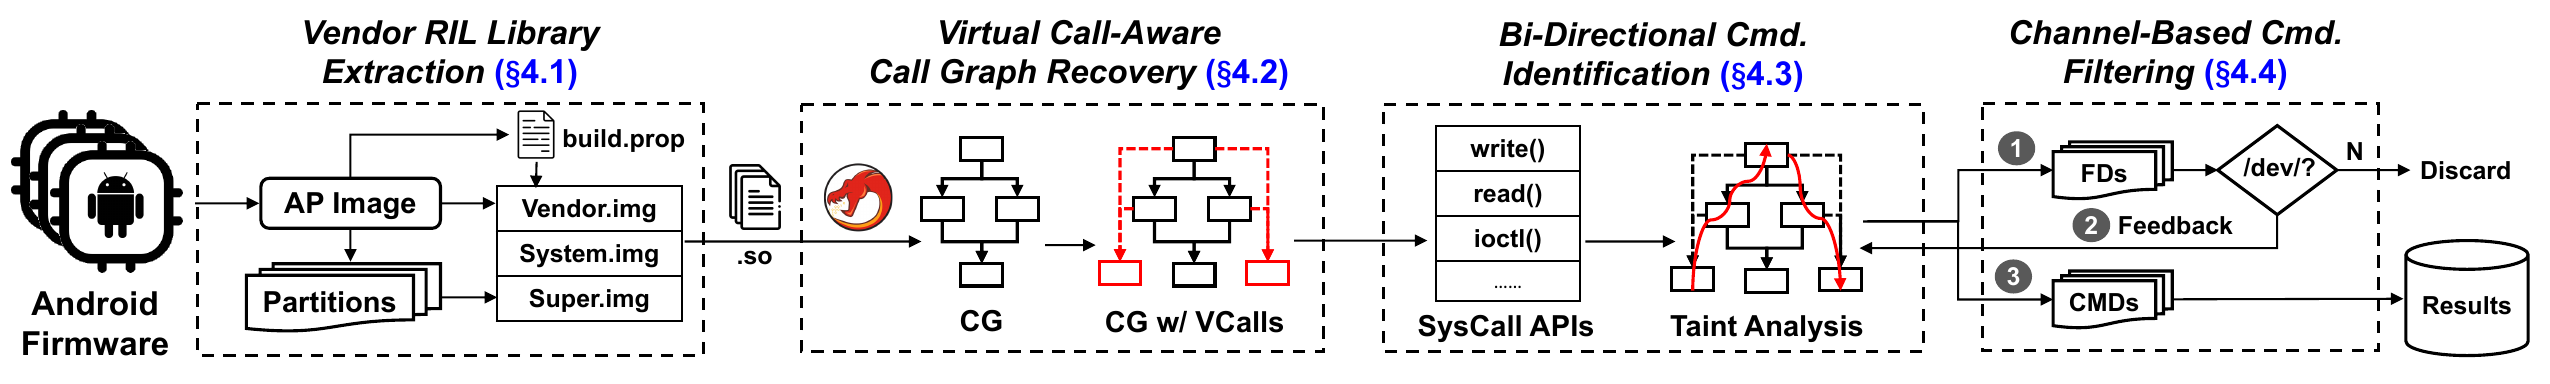 Vendor RIL Library
Extraction (§4.1)
Virtual Call-Aware
Call Graph Recovery (§4.2)
Bi-Directional Cmd.
Identification (§4.3)
Channel-Based Cmd.
Filtering (§4.4)
Android
Firmware
AP Image
Partitions
build.prop
Vendor.img
System.img
Super.img
.so
CG
CG w/ VCalls
write()
read()
ioctl()
......
SysCall APIs
Taint Analysis
1
FDs
/dev/?
N
Discard
2 Feedback
3
CMDs
Results